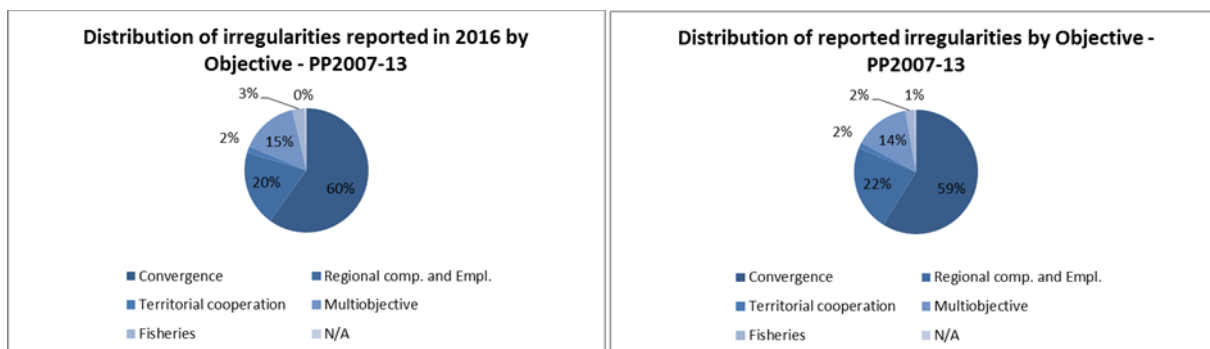 Distribution of irregularities reported in 2016 by
Objective - PP2007-13
3% 0%
2%
15%
20%
60%
Convergence
Regional comp. and Empl.
Territorial cooperation
Multiobjective
Fisheries
N/A
Distribution of reported irregularities by Objective -
PP2007-13
2% 1%
2%
14%
22%
59%
Convergence
Regional comp. and Empl.
Territorial cooperation
Multiobjective
Fisheries
N/A